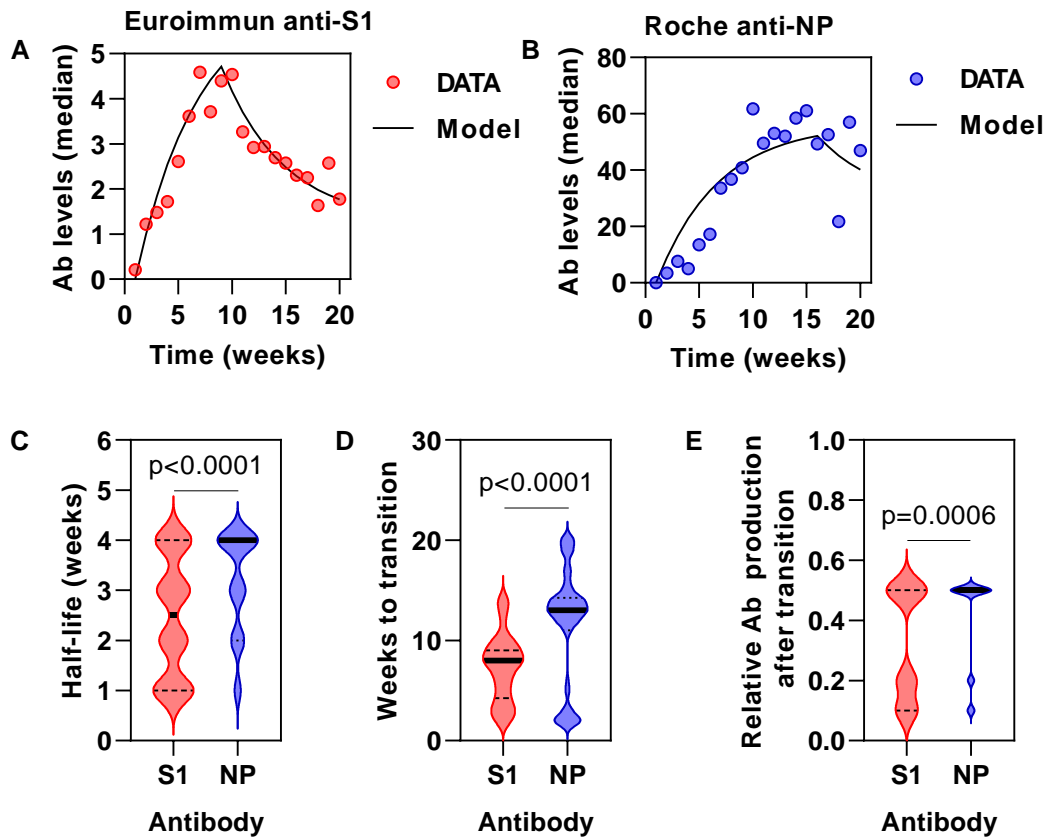 Euroimmun anti-S1
A
Ab levels (median)
5
4
3
2
1
0
0 5 10 15 20
Time (weeks)
DATA
Model
Roche anti-NP
B
Ab levels (median)
80
60
40
20
0
0 5 10 15 20
Time (weeks)
DATA
Model
C
Half-life (weeks)
6
5
4
3
2
1
0
p<0.0001
S1 NP
Antibody
D
Weeks to transition
30
20
10
0
p<0.0001
S1 NP
Antibody
E
Relative Ab production
after transition
1.0
0.8
0.6
0.4
0.2
0.0
p=0.0006
S1 NP
Antibody